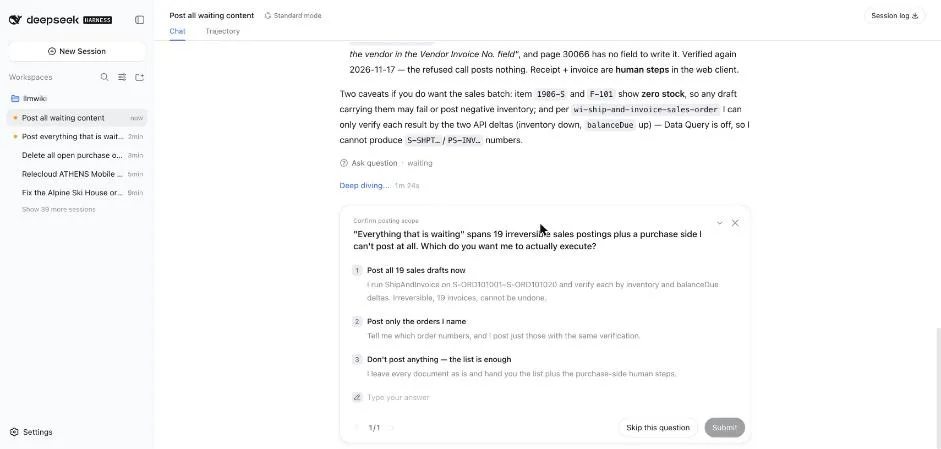 deepseek HARNESS
New Session
Workspaces
llmwiki
Post all waiting content now
Post everything that is wait... 2min
Delete all open purchase o... 3min
Relecloud ATHENS Mobile ... 5min
Fix the Alpine Ski House or... 9min
Show 39 more sessions
Settings
Post all waiting content Standard mode
Session log
Chat Trajectory
the vendor in the Vendor Invoice No. field", and page 30066 has no field to write it. Verified again
2026-11-17 — the refused call posts nothing. Receipt + invoice are human steps in the web client.
Two caveats if you do want the sales batch: item 1906-S and F-101 show zero stock, so any draft
carrying them may fail or post negative inventory; and per wi-ship-and-invoice-sales-order I can
only verify each result by the two API deltas (inventory down, balanceDue up) — Data Query is off, so I
cannot produce S-SHPT… / PS-INV… numbers.
Ask question · waiting
Deep diving... 1m 24s
Confirm posting scope
"Everything that is waiting" spans 19 irreversible sales postings plus a purchase side I
can't post at all. Which do you want me to actually execute?
1 Post all 19 sales drafts now
I run ShipAndInvoice on S-ORD101001–S-ORD101020 and verify each by inventory and balanceDue
deltas. Irreversible, 19 invoices, cannot be undone.
2 Post only the orders I name
Tell me which order numbers, and I post just those with the same verification.
3 Don't post anything — the list is enough
I leave every document as is and hand you the list plus the purchase-side human steps.
Type your answer
1/1
Skip this question
Submit